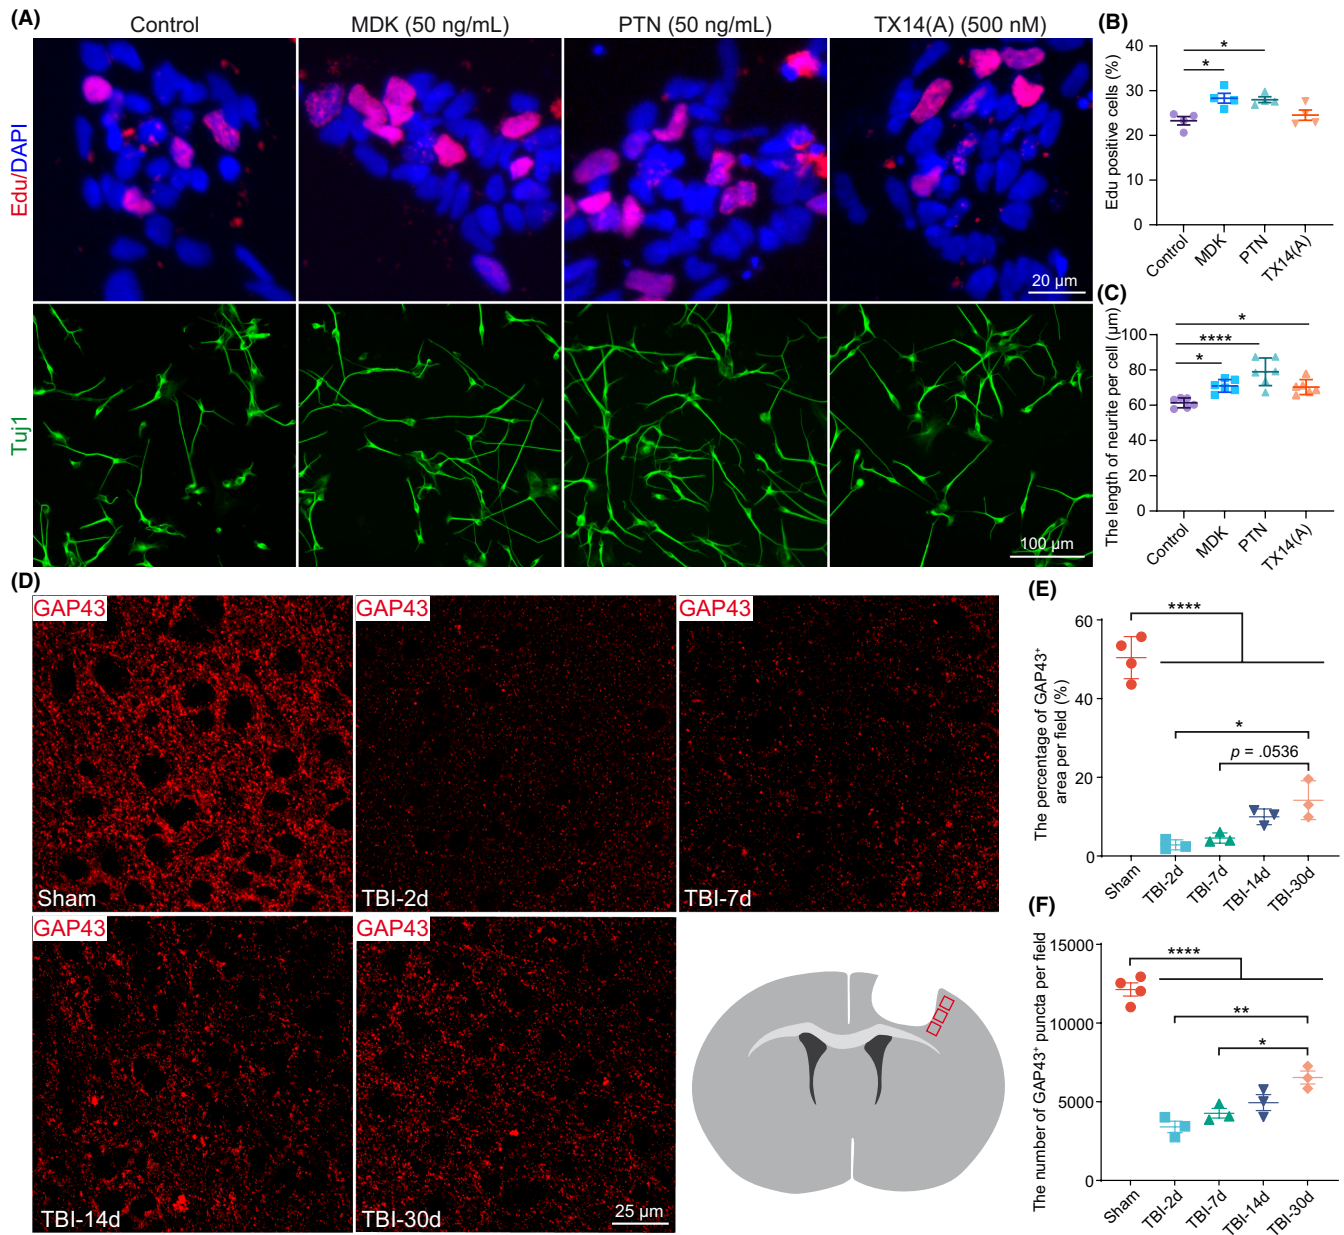 (A)
Control
MDK (50 ng/mL)
PTN (50 ng/mL)
TX14(A) (500 nM)
Edu/DAPI
20 µm
Tuj1
100 µm
(B)
Edu positive cells (%)
40
30
20
10
0
Control
MDK
PTN
TX14(A)
*
*
(C)
The length of neurite per cell (µm)
100
80
60
40
20
0
Control
MDK
PTN
TX14(A)
*
****
*
(D)
GAP43
Sham
GAP43
TBI-2d
GAP43
TBI-7d
GAP43
TBI-14d
GAP43
TBI-30d
25 µm
(E)
The percentage of GAP43⁺
area per field (%)
60
40
20
0
****
*
p = .0536
Sham
TBI-2d
TBI-7d
TBI-14d
TBI-30d
(F)
The number of GAP43⁺ puncta per field
15000
10000
5000
0
****
**
*
Sham
TBI-2d
TBI-7d
TBI-14d
TBI-30d